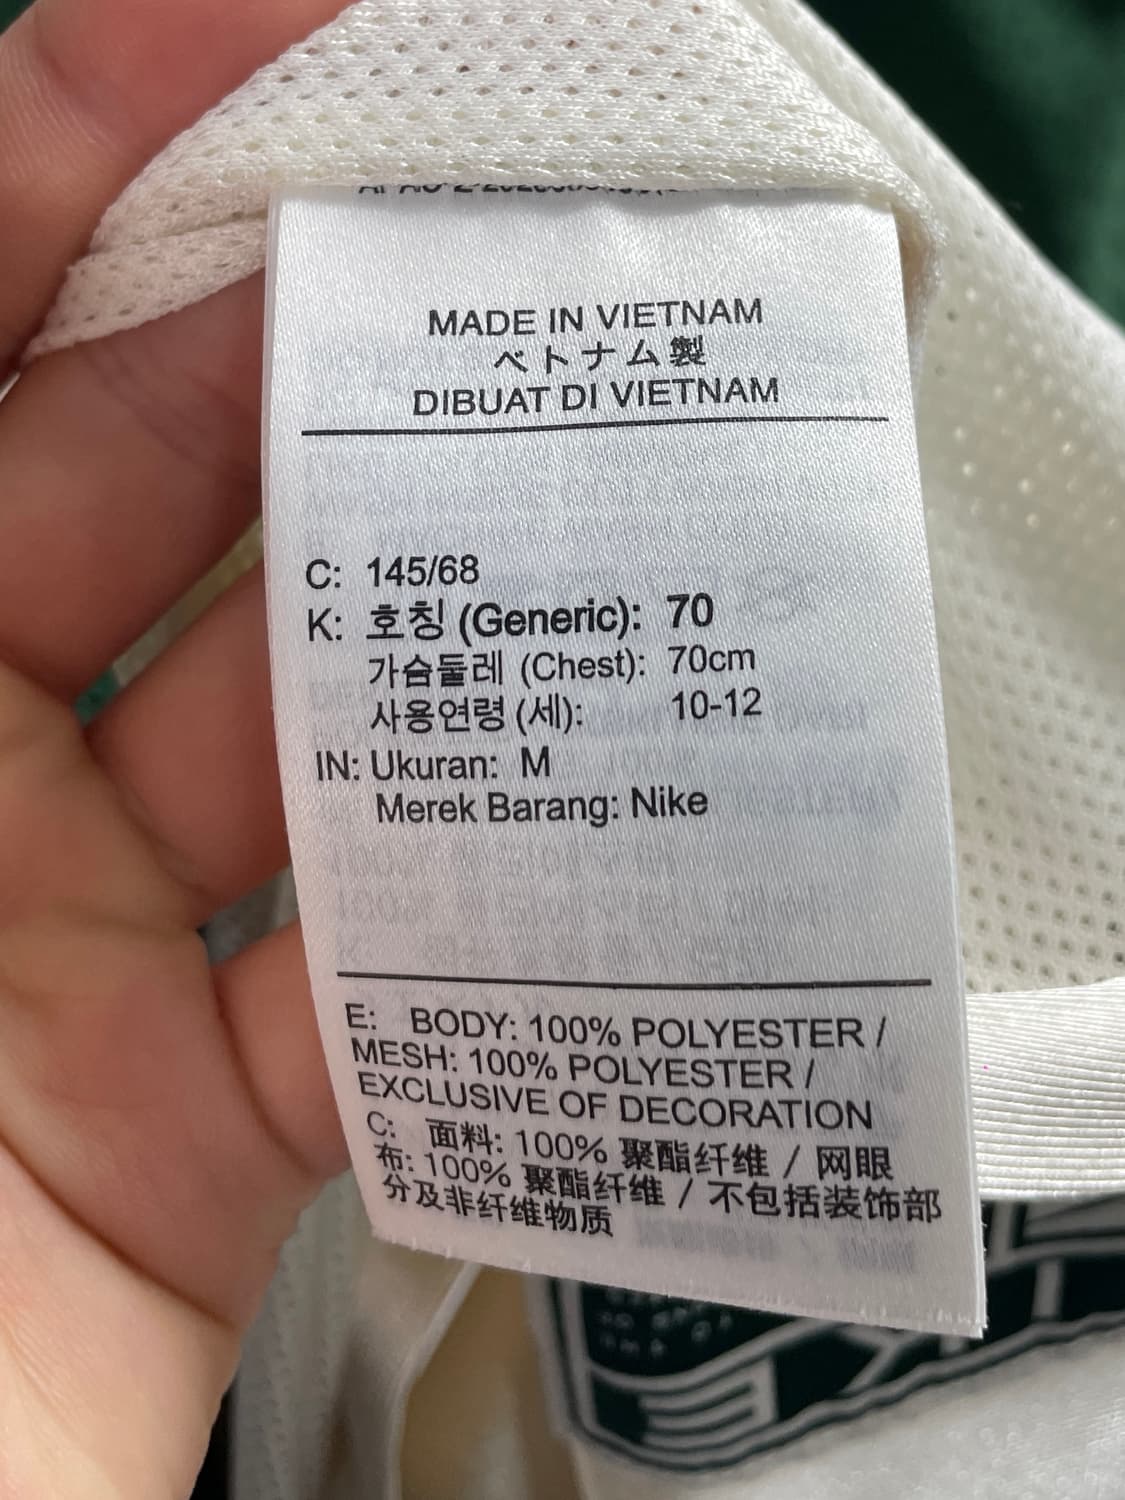 MADE IN VIETNAM
ベトナム製
DIBUAT DI VIETNAM
C: 145/68
K: 호칭 (Generic): 70
가슴둘레 (Chest): 70cm
사용연령 (세): 10-12
IN: Ukuran: M
Merek Barang: Nike
E: BODY: 100% POLYESTER /
MESH: 100% POLYESTER /
EXCLUSIVE OF DECORATION
C: 面料: 100% 聚酯纤维 / 网眼
布: 100% 聚酯纤维 / 不包括装饰部
分及非纤维物质